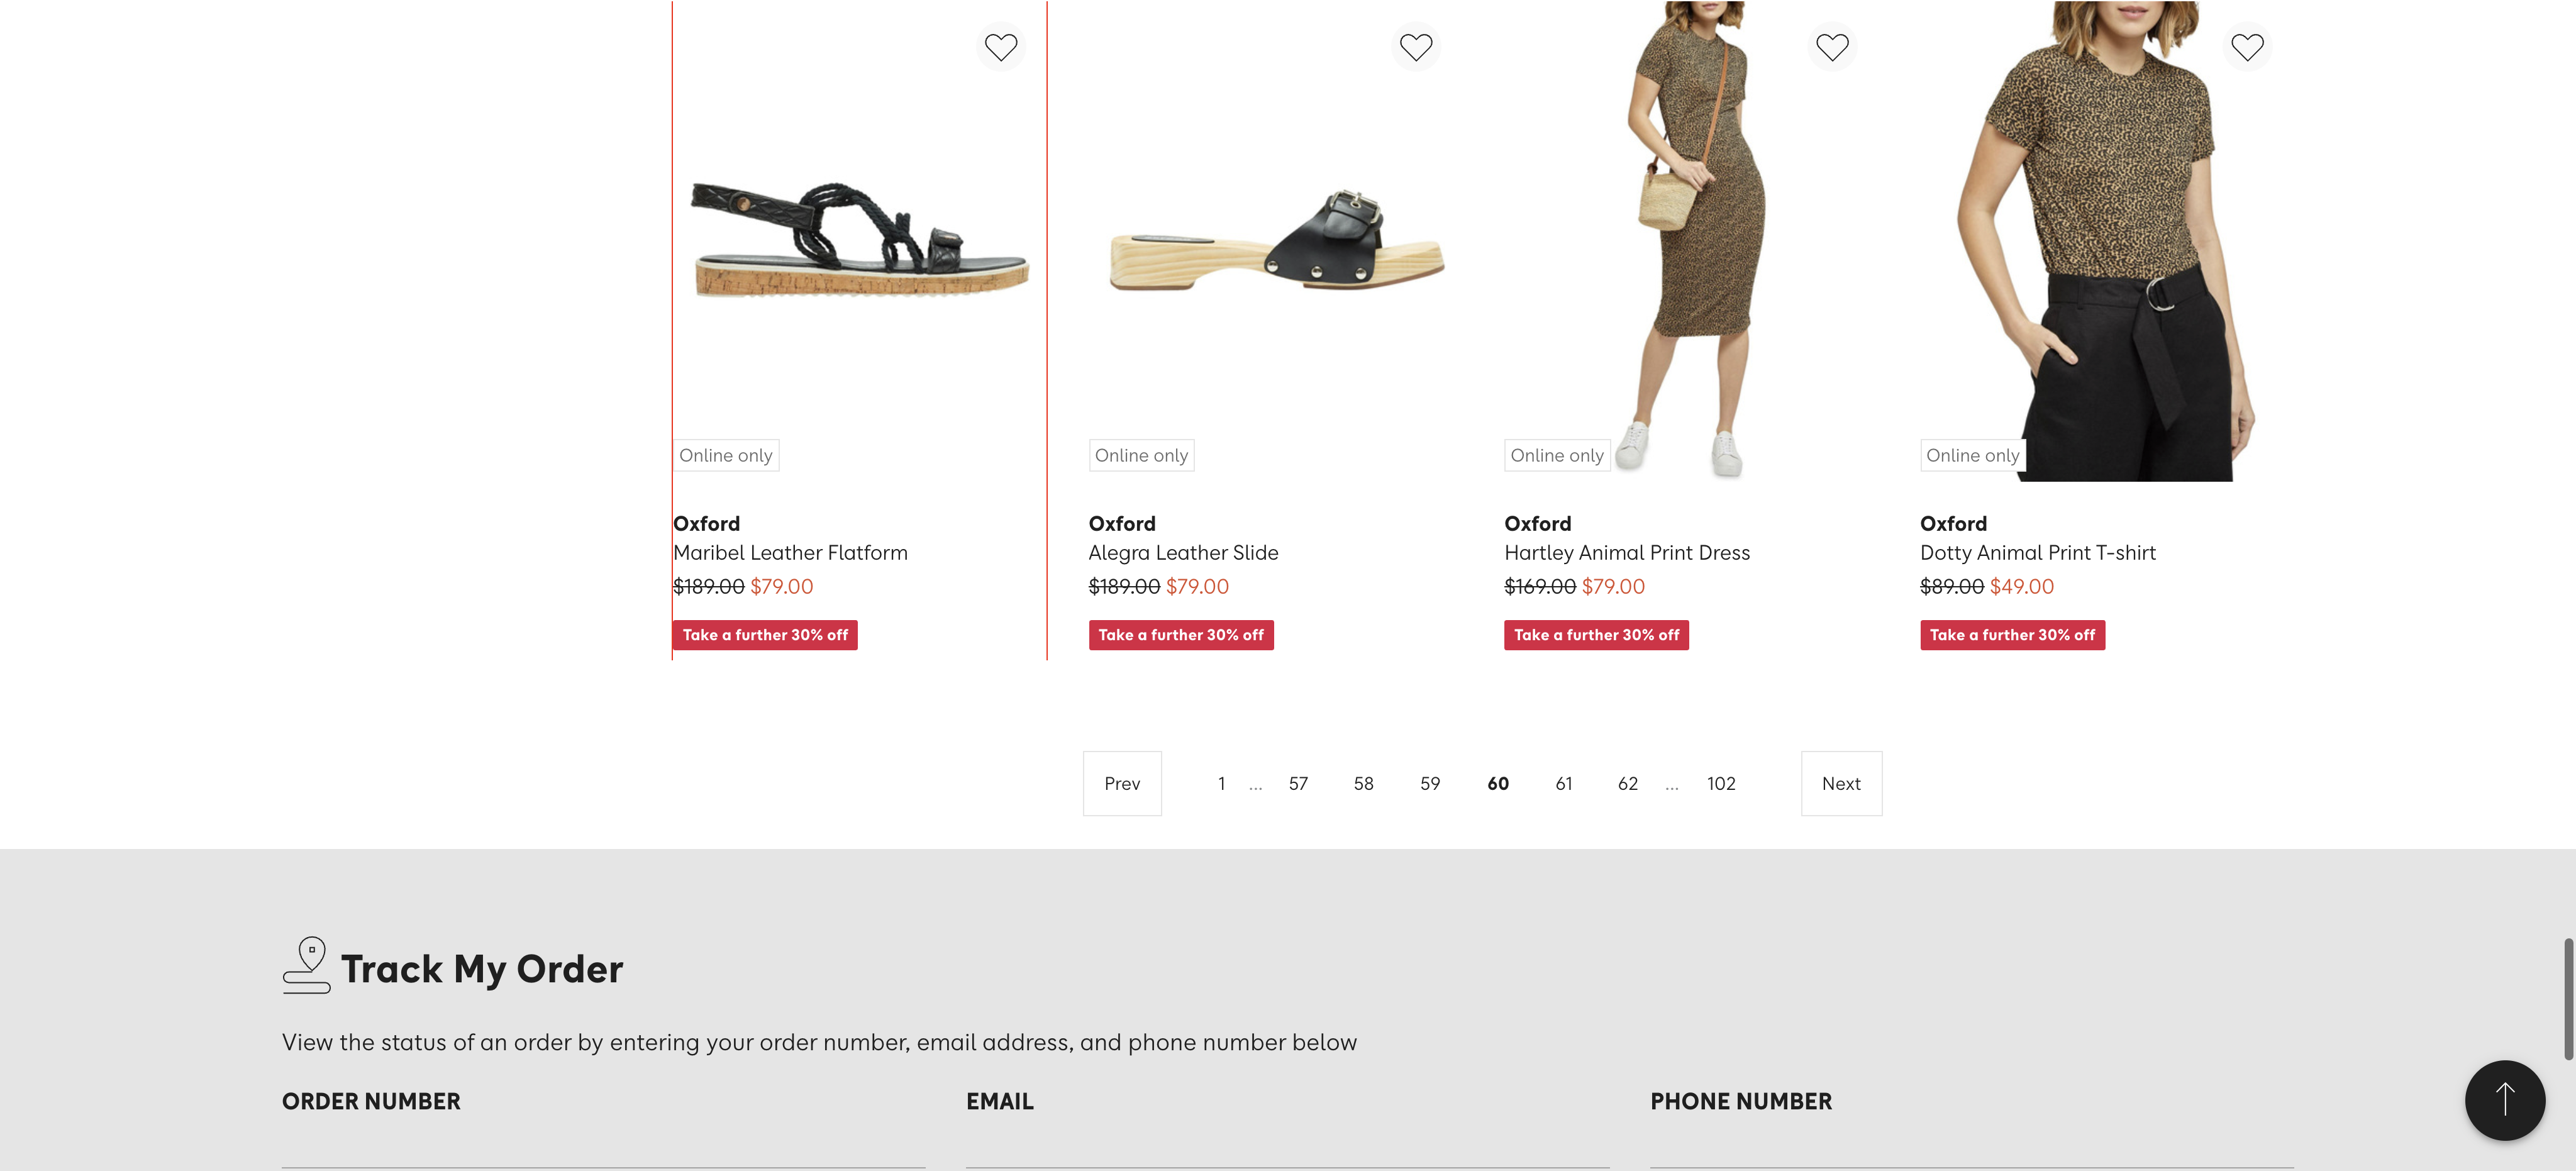 Online only
Online only
Online only
Online only
Oxford
Maribel Leather Flatform
$189.00 $79.00
Take a further 30% off
Oxford
Alegra Leather Slide
$189.00 $79.00
Take a further 30% off
Oxford
Hartley Animal Print Dress
$169.00 $79.00
Take a further 30% off
Oxford
Dotty Animal Print T-shirt
$89.00 $49.00
Take a further 30% off
Prev 1 ... 57 58 59 60 61 62 ... 102 Next
Track My Order
View the status of an order by entering your order number, email address, and phone number below
ORDER NUMBER
EMAIL
PHONE NUMBER